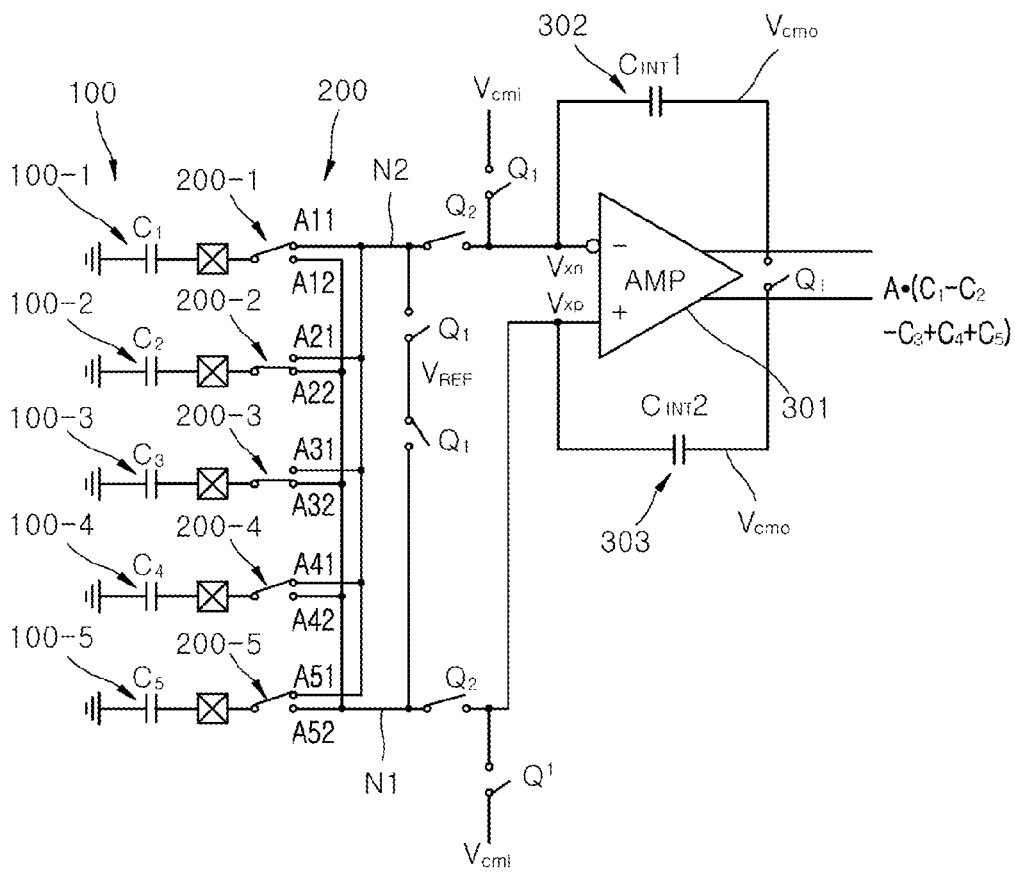 302
Vcmo
CINT1
100
200
Vcmi
100-1
200-1
N2
Q1
C1
A11
Q2
A12
Vxn
−
AMP
Q1
100-2
200-2
Vxp
+
A•(C1−C2
−C3+C4+C5)
C2
A21
Q1
VREF
A22
301
100-3
200-3
CINT2
C3
A31
Q1
A32
303
Vcmo
100-4
200-4
C4
A41
A42
100-5
200-5
C5
A51
Q2
A52
N1
Q1
Vcmi